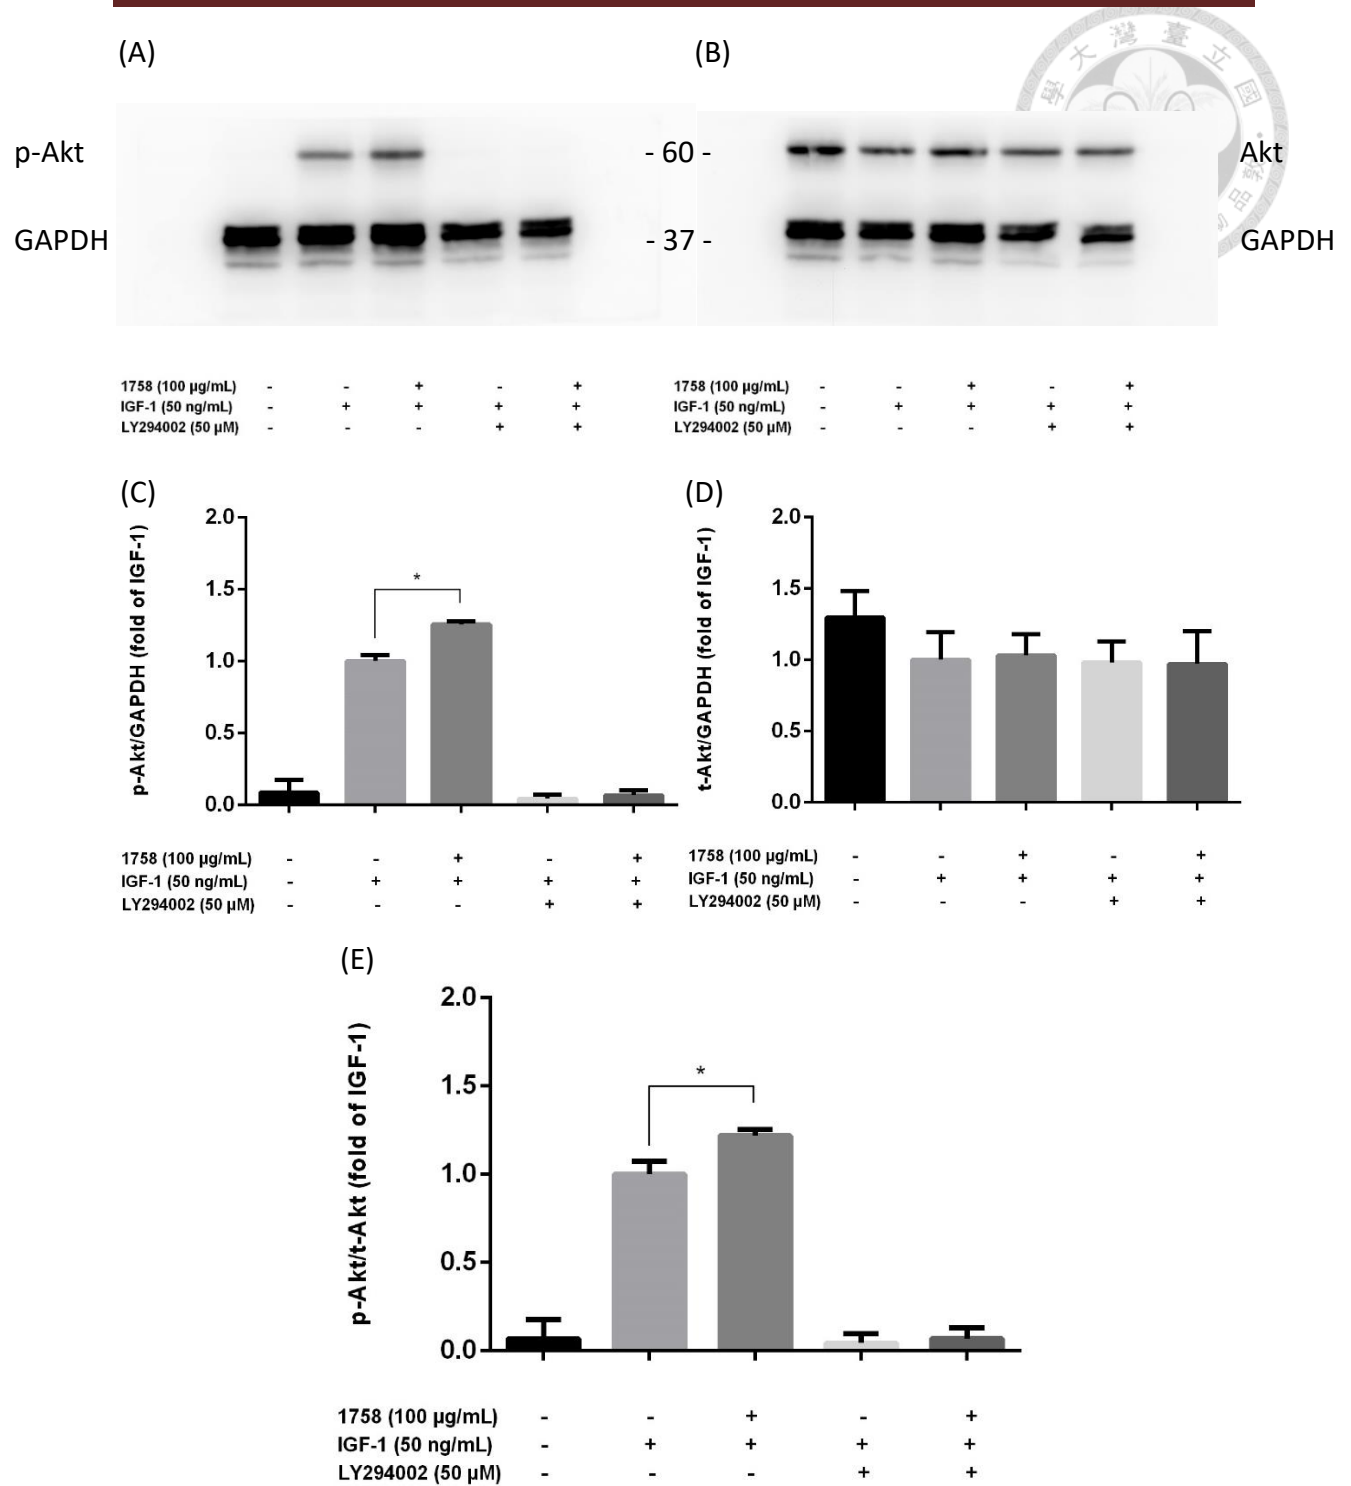 (A)
(B)
大灣臺立國
學
p-Akt
- 60 -
Akt
GAPDH
- 37 -
GAPDH
1758 (100 µg/mL) - - + - +
IGF-1 (50 ng/mL) - + + + +
LY294002 (50 µM) - - - + +
1758 (100 µg/mL) - - + - +
IGF-1 (50 ng/mL) - + + + +
LY294002 (50 µM) - - - + +
(C)
p-Akt/GAPDH (fold of IGF-1)
2.0
1.5
1.0
0.5
0.0
*
1758 (100 µg/mL) - - + - +
IGF-1 (50 ng/mL) - + + + +
LY294002 (50 µM) - - - + +
(D)
t-Akt/GAPDH (fold of IGF-1)
2.0
1.5
1.0
0.5
0.0
1758 (100 µg/mL) - - + - +
IGF-1 (50 ng/mL) - + + + +
LY294002 (50 µM) - - - + +
(E)
p-Akt/t-Akt (fold of IGF-1)
2.0
1.5
1.0
0.5
0.0
*
1758 (100 µg/mL) - - + - +
IGF-1 (50 ng/mL) - + + + +
LY294002 (50 µM) - - - + +